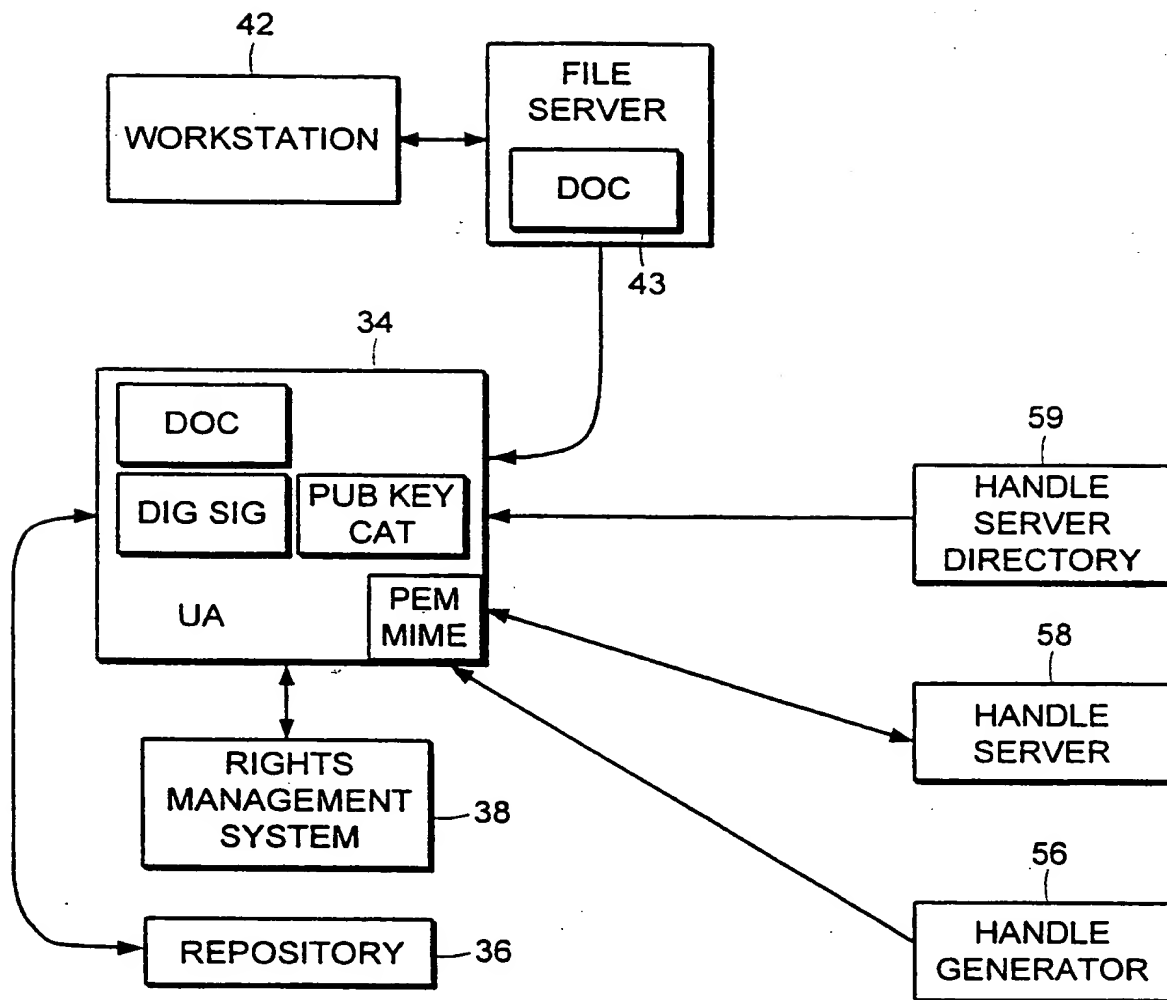 42
WORKSTATION
FILE
SERVER
DOC
43
34
DOC
DIG SIG
PUB KEY
CAT
UA
PEM
MIME
59
HANDLE
SERVER
DIRECTORY
58
HANDLE
SERVER
RIGHTS
MANAGEMENT
SYSTEM
38
56
HANDLE
GENERATOR
REPOSITORY
36